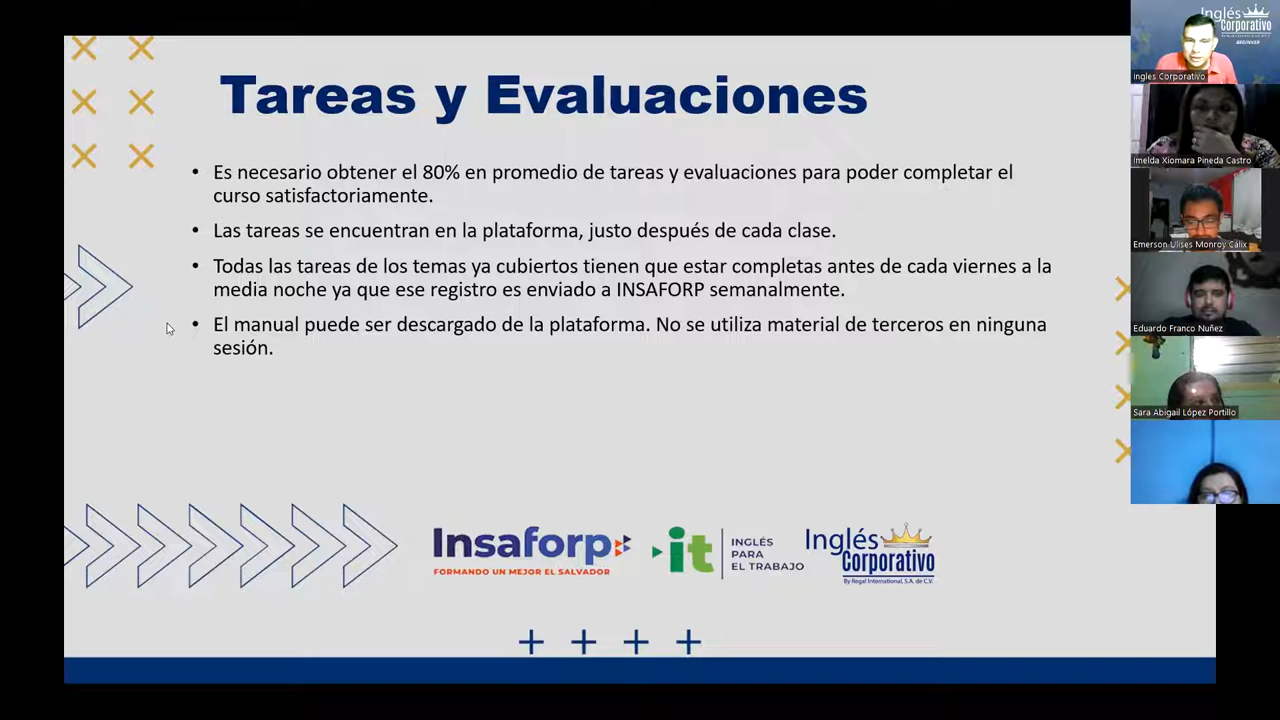 Tareas y Evaluaciones
• Es necesario obtener el 80% en promedio de tareas y evaluaciones para poder completar el
curso satisfactoriamente.
• Las tareas se encuentran en la plataforma, justo después de cada clase.
• Todas las tareas de los temas ya cubiertos tienen que estar completas antes de cada viernes a la
media noche ya que ese registro es enviado a INSAFORP semanalmente.
• El manual puede ser descargado de la plataforma. No se utiliza material de terceros en ninguna
sesión.
Insaforp
FORMANDO UN MEJOR EL SALVADOR
it
INGLÉS
PARA
EL TRABAJO
Inglés
Corporativo
By Regal International, S.A. de C.V.
Inglés
Corporativo
BEGINNER
Ingles Corporativo
Imelda Xiomara Pineda Castro
Emerson Ulises Monroy Cálix
Eduardo Franco Nuñez
Sara Abigail López Portillo